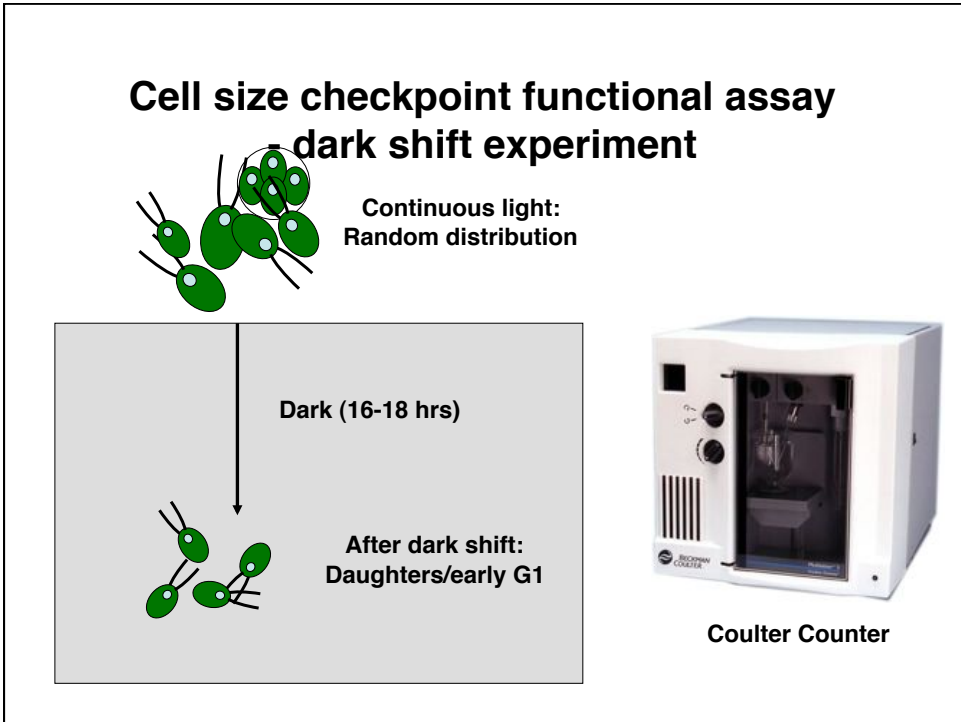 Cell size checkpoint functional assay
- dark shift experiment
Continuous light:
Random distribution
Dark (16-18 hrs)
After dark shift:
Daughters/early G1
BECKMAN
COULTER
Coulter Counter